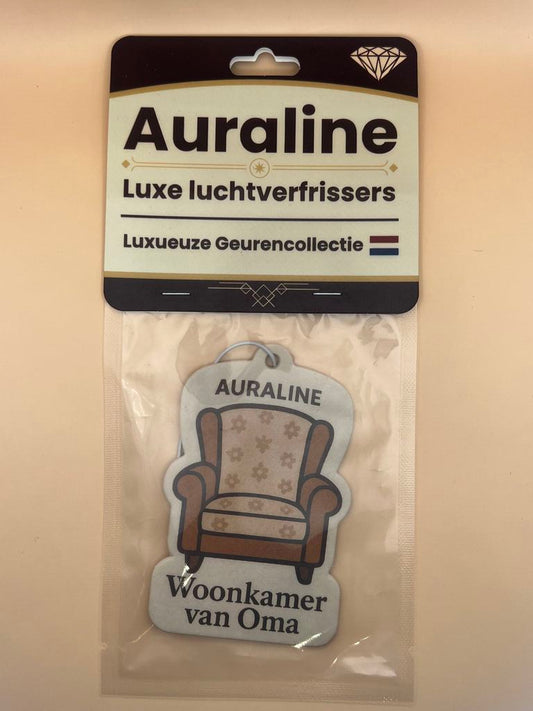 Auraline
Luxe luchtverfrissers
Luxueuze Geurencollectie
AURALINE
Woonkamer
van Oma